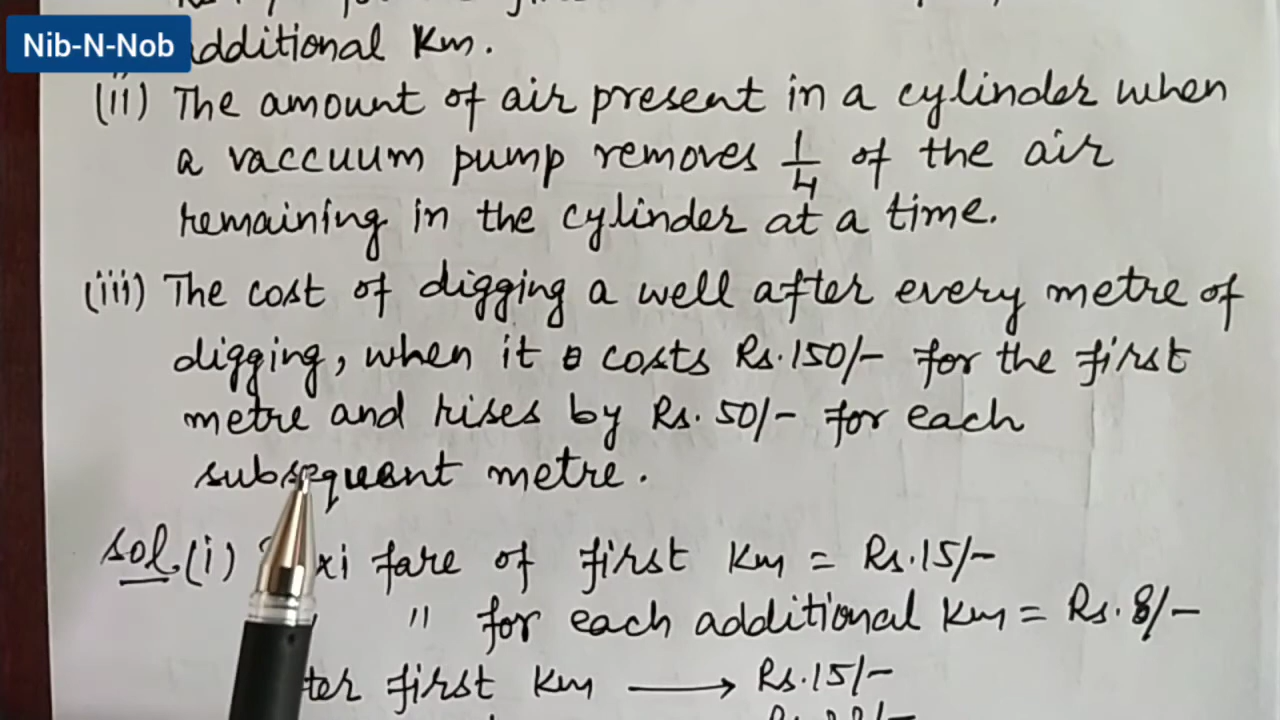 Nib-N-Nob
additional Km.
(ii) The amount of air present in a cylinder when
a vaccuum pump removes 1/4 of the air
remaining in the cylinder at a time.
(iii) The cost of digging a well after every metre of
digging, when it costs Rs.150/- for the first
metre and rises by Rs. 50/- for each
subsequent metre.
Sol.(i) xi fare of first Km = Rs.15/-
" for each additional Km = Rs.8/-
ter first Km → Rs.15/-